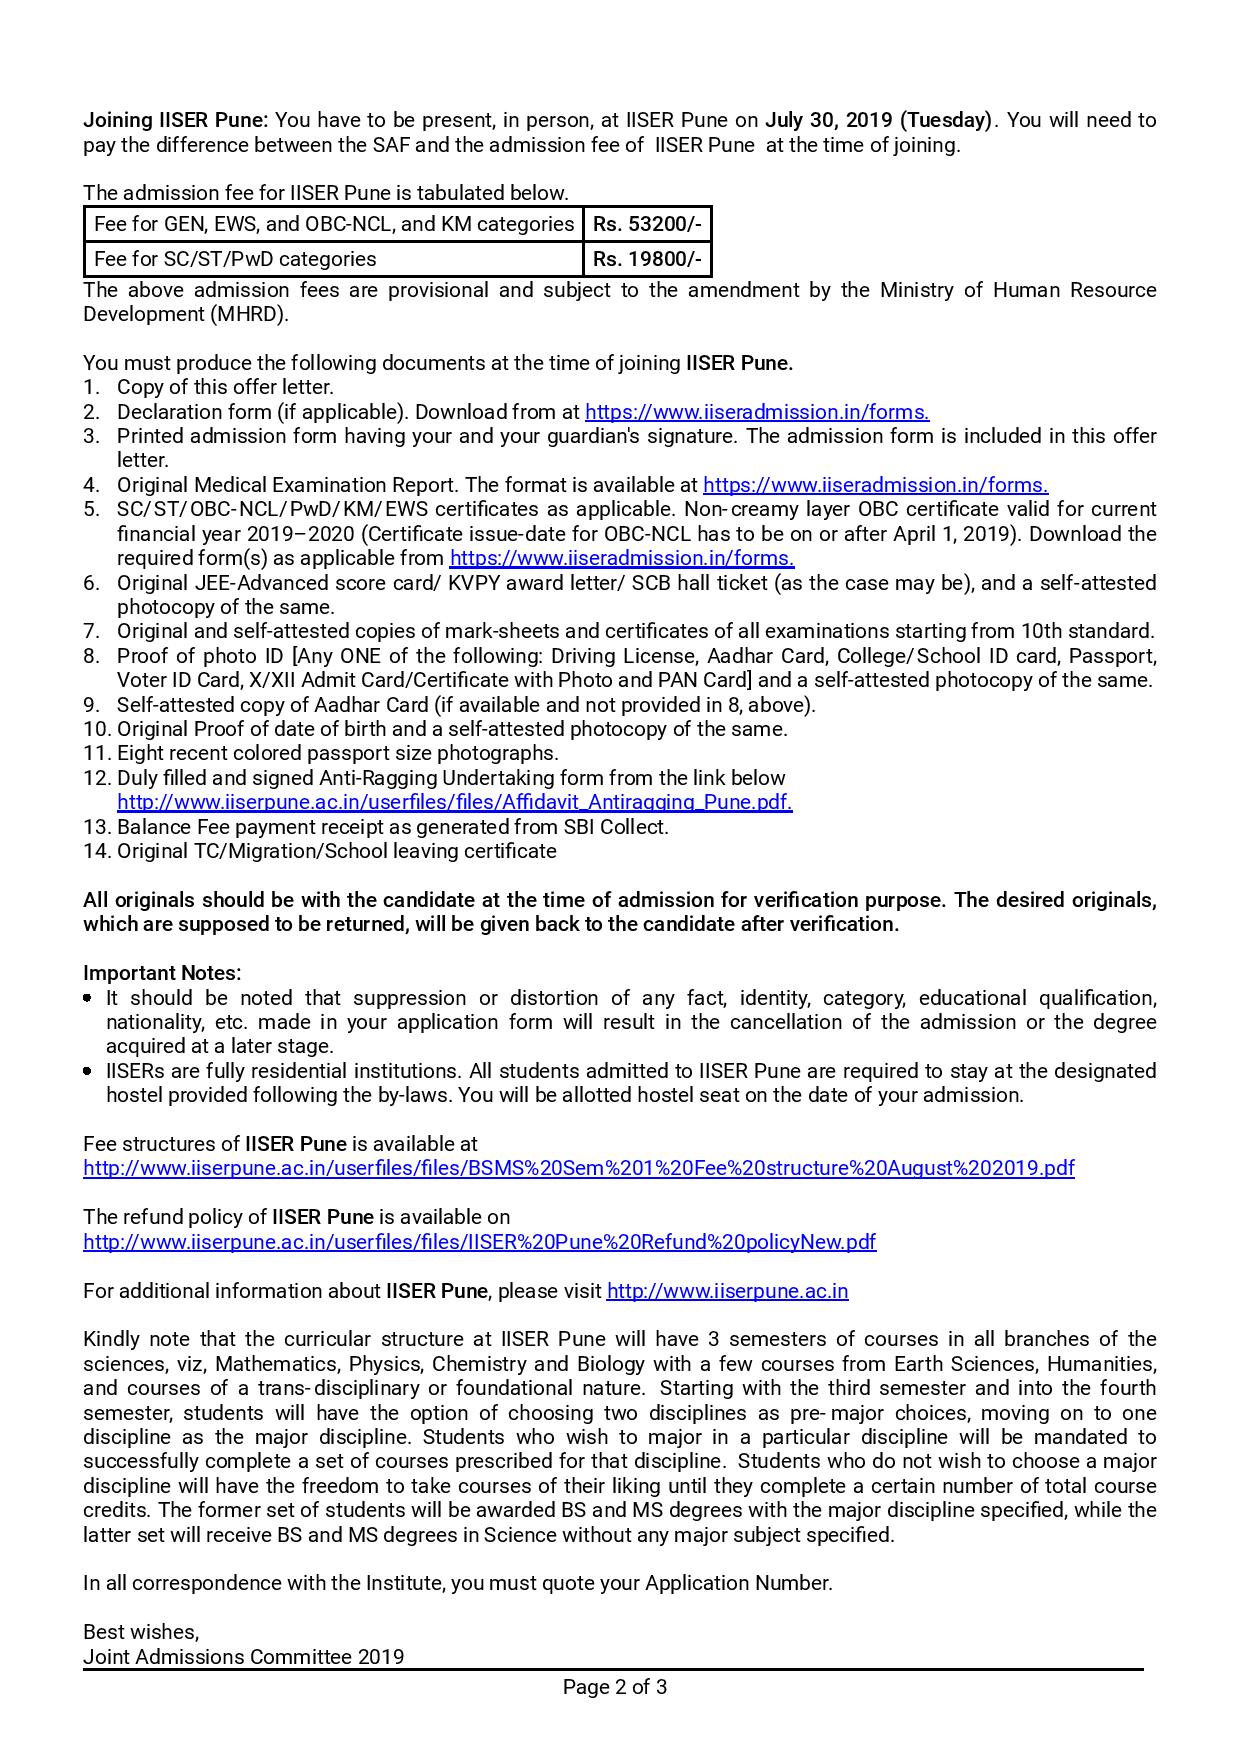 Joining IISER Pune: You have to be present, in person, at IISER Pune on July 30, 2019 (Tuesday). You will need to
pay the difference between the SAF and the admission fee of IISER Pune at the time of joining.
The admission fee for IISER Pune is tabulated below.
Fee for GEN, EWS, and OBC-NCL, and KM categories Rs. 53200/-
Fee for SC/ST/PwD categories Rs. 19800/-
The above admission fees are provisional and subject to the amendment by the Ministry of Human Resource
Development (MHRD).
You must produce the following documents at the time of joining IISER Pune.
1. Copy of this offer letter.
2. Declaration form (if applicable). Download from at https://www.iiseradmission.in/forms.
3. Printed admission form having your and your guardian's signature. The admission form is included in this offer
letter.
4. Original Medical Examination Report. The format is available at https://www.iiseradmission.in/forms.
5. SC/ST/OBC-NCL/PwD/KM/EWS certificates as applicable. Non-creamy layer OBC certificate valid for current
financial year 2019–2020 (Certificate issue-date for OBC-NCL has to be on or after April 1, 2019). Download the
required form(s) as applicable from https://www.iiseradmission.in/forms.
6. Original JEE-Advanced score card/ KVPY award letter/ SCB hall ticket (as the case may be), and a self-attested
photocopy of the same.
7. Original and self-attested copies of mark-sheets and certificates of all examinations starting from 10th standard.
8. Proof of photo ID [Any ONE of the following: Driving License, Aadhar Card, College/School ID card, Passport,
Voter ID Card, X/XII Admit Card/Certificate with Photo and PAN Card] and a self-attested photocopy of the same.
9. Self-attested copy of Aadhar Card (if available and not provided in 8, above).
10. Original Proof of date of birth and a self-attested photocopy of the same.
11. Eight recent colored passport size photographs.
12. Duly filled and signed Anti-Ragging Undertaking form from the link below
http://www.iiserpune.ac.in/userfiles/files/Affidavit_Antiragging_Pune.pdf.
13. Balance Fee payment receipt as generated from SBI Collect.
14. Original TC/Migration/School leaving certificate
All originals should be with the candidate at the time of admission for verification purpose. The desired originals,
which are supposed to be returned, will be given back to the candidate after verification.
Important Notes:
• It should be noted that suppression or distortion of any fact, identity, category, educational qualification,
nationality, etc. made in your application form will result in the cancellation of the admission or the degree
acquired at a later stage.
• IISERs are fully residential institutions. All students admitted to IISER Pune are required to stay at the designated
hostel provided following the by-laws. You will be allotted hostel seat on the date of your admission.
Fee structures of IISER Pune is available at
http://www.iiserpune.ac.in/userfiles/files/BSMS%20Sem%201%20Fee%20structure%20August%202019.pdf
The refund policy of IISER Pune is available on
http://www.iiserpune.ac.in/userfiles/files/IISER%20Pune%20Refund%20policyNew.pdf
For additional information about IISER Pune, please visit http://www.iiserpune.ac.in
Kindly note that the curricular structure at IISER Pune will have 3 semesters of courses in all branches of the
sciences, viz, Mathematics, Physics, Chemistry and Biology with a few courses from Earth Sciences, Humanities,
and courses of a trans-disciplinary or foundational nature. Starting with the third semester and into the fourth
semester, students will have the option of choosing two disciplines as pre-major choices, moving on to one
discipline as the major discipline. Students who wish to major in a particular discipline will be mandated to
successfully complete a set of courses prescribed for that discipline. Students who do not wish to choose a major
discipline will have the freedom to take courses of their liking until they complete a certain number of total course
credits. The former set of students will be awarded BS and MS degrees with the major discipline specified, while the
latter set will receive BS and MS degrees in Science without any major subject specified.
In all correspondence with the Institute, you must quote your Application Number.
Best wishes,
Joint Admissions Committee 2019
Page 2 of 3